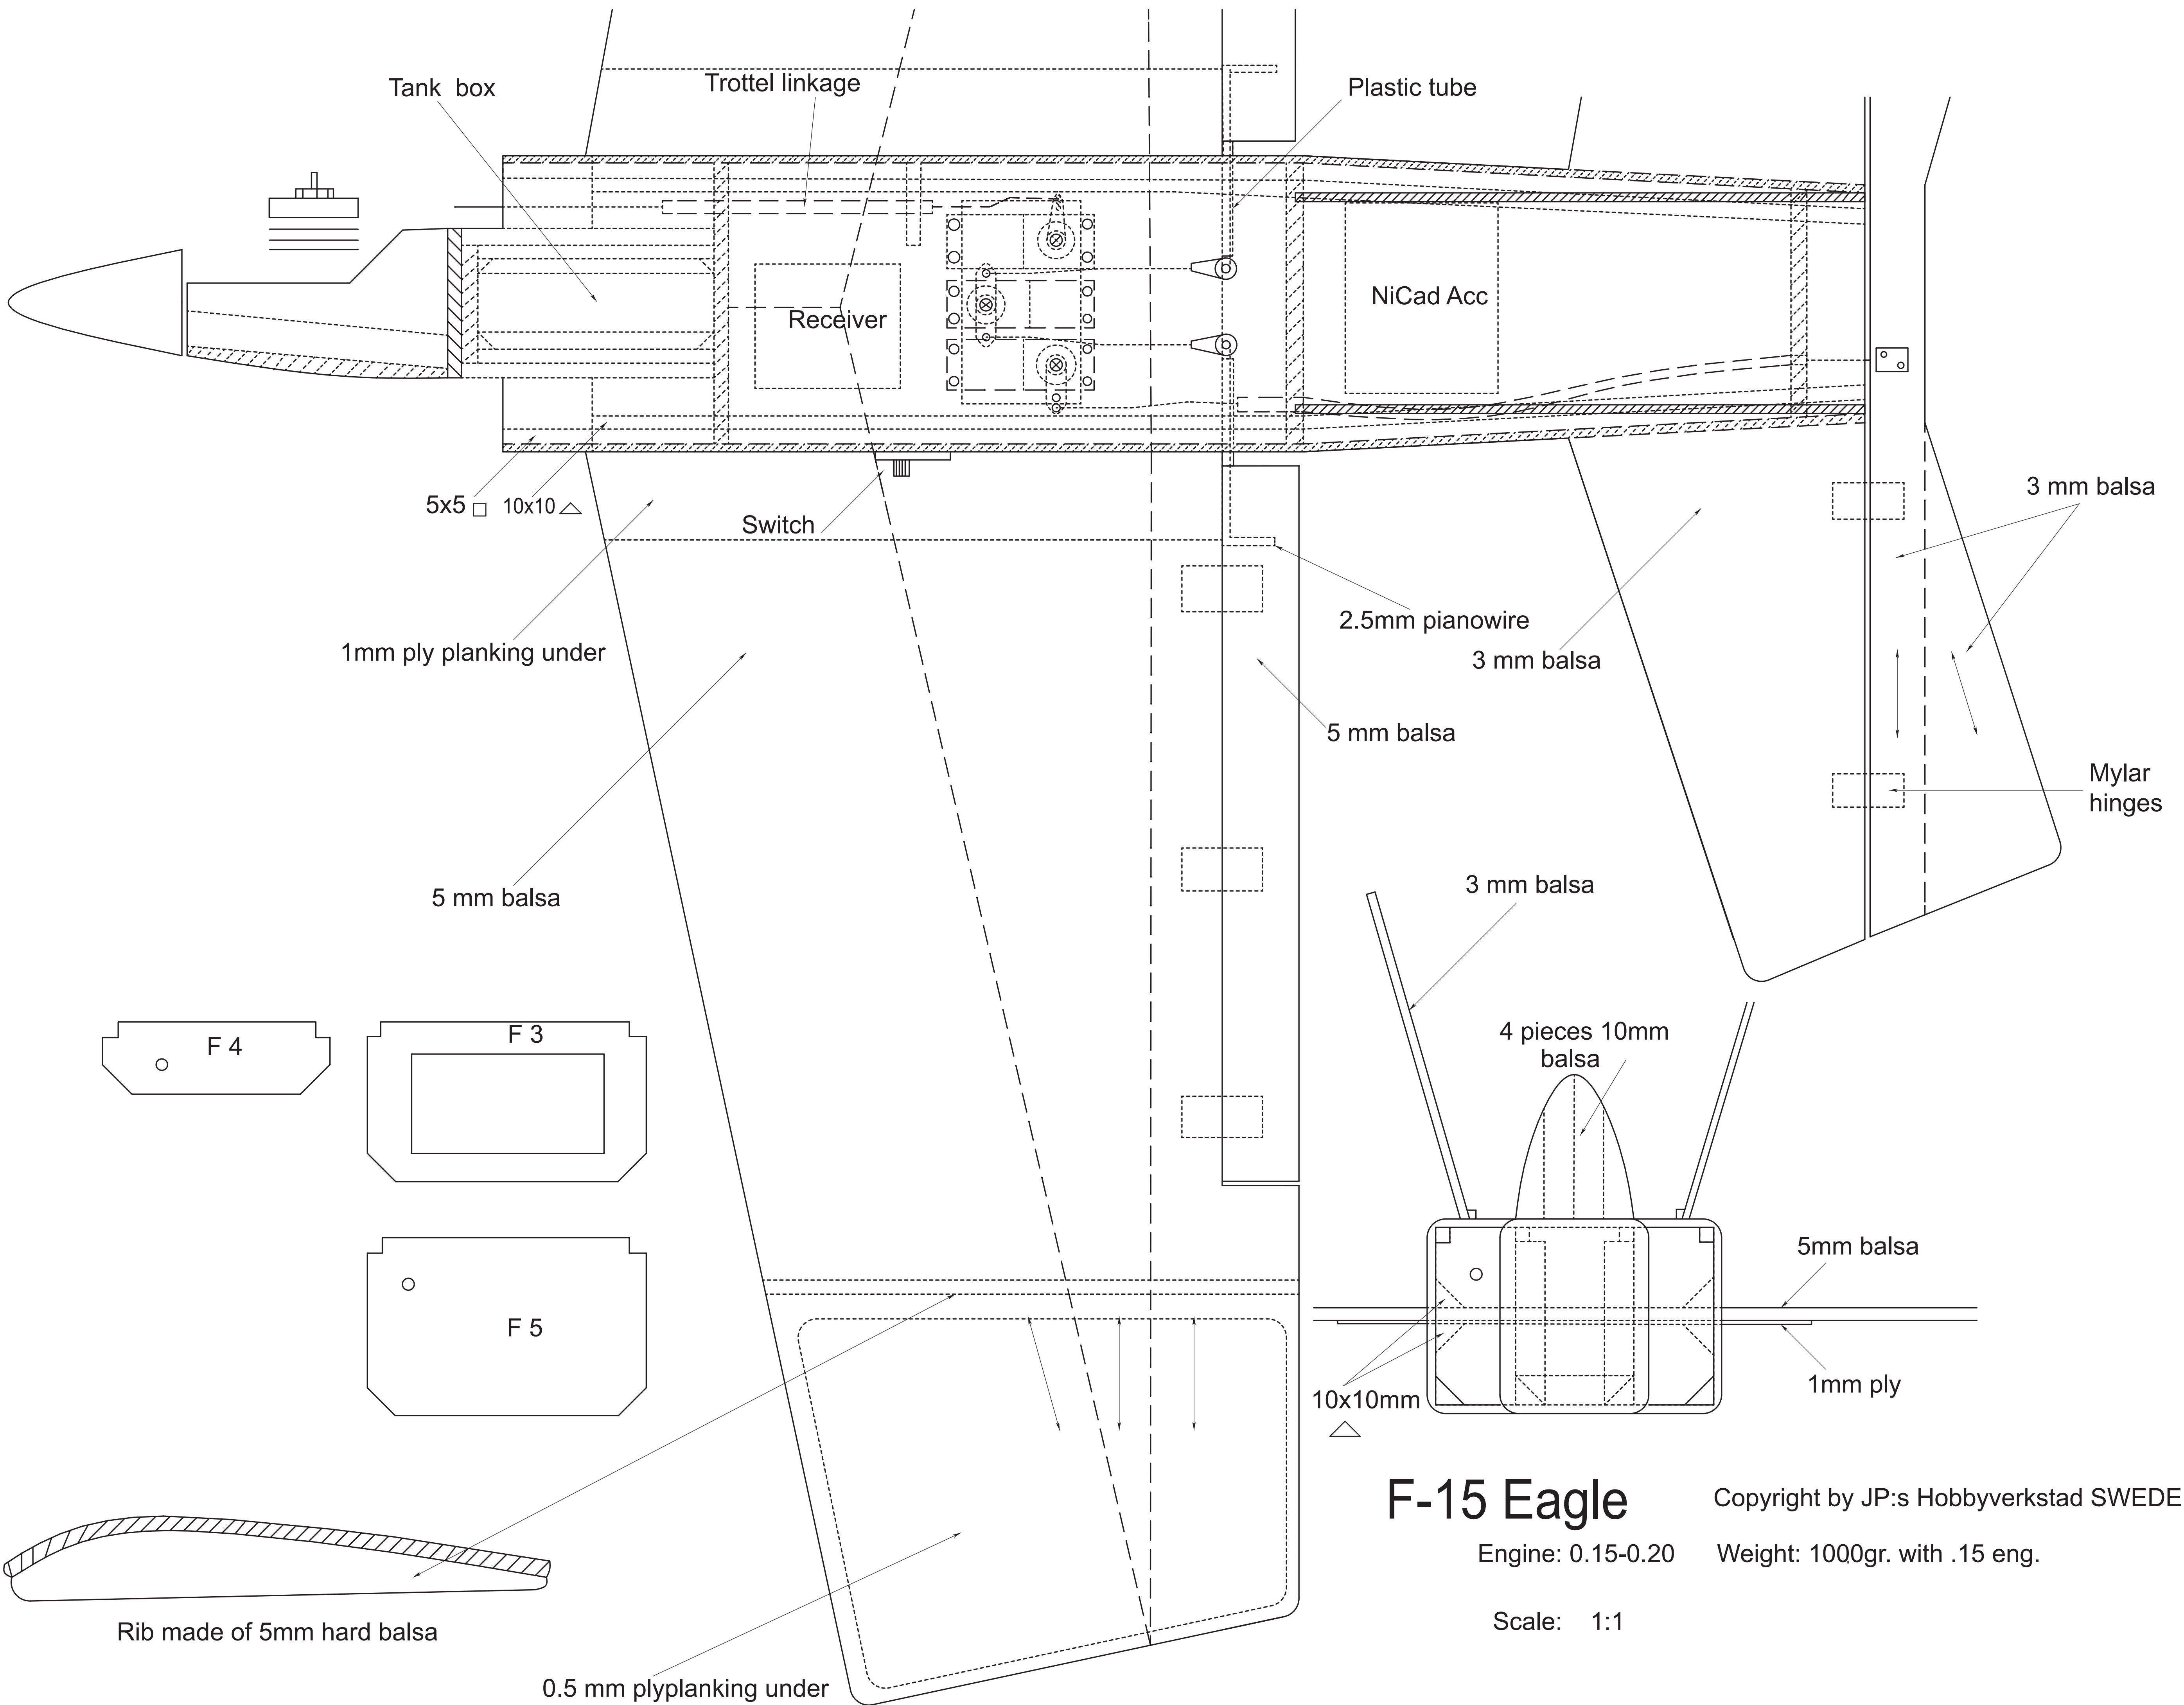 Tank box
Trottel linkage
Plastic tube
Receiver
NiCad Acc
5x5
10x10
Switch
3 mm balsa
1mm ply planking under
2.5mm pianowire
3 mm balsa
5 mm balsa
Mylar
hinges
5 mm balsa
3 mm balsa
F 4
F 3
4 pieces 10mm
balsa
5mm balsa
F 5
10x10mm
1mm ply
F-15 Eagle
Copyright by JP:s Hobbyverkstad SWEDE
Engine: 0.15-0.20
Weight: 1000gr. with .15 eng.
Scale: 1:1
Rib made of 5mm hard balsa
0.5 mm plyplanking under